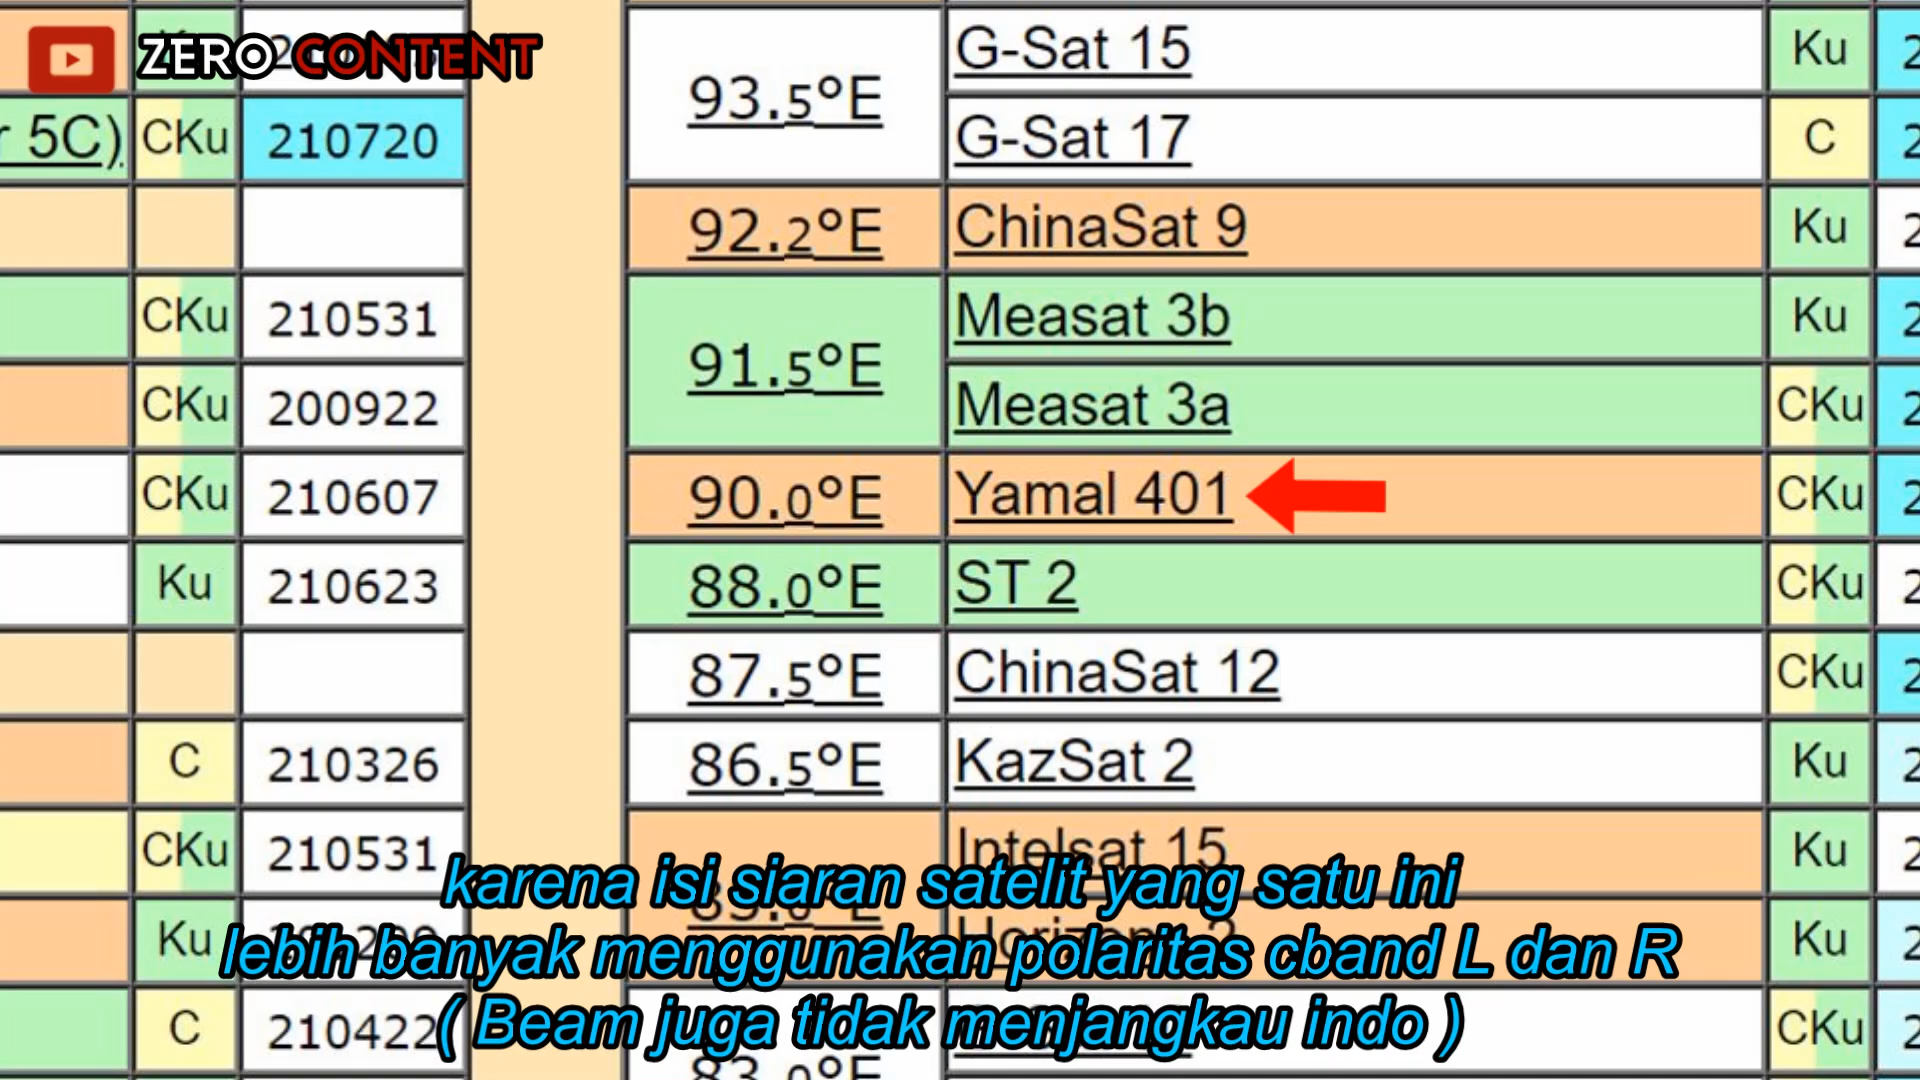 ZERO CONTENT
5C) CKu 210720
CKu 210531
CKu 200922
CKu 210607
Ku 210623
C 210326
CKu 210531
Ku
C 210422
93.5°E G-Sat 15 Ku
G-Sat 17 C
92.2°E ChinaSat 9 Ku
91.5°E Measat 3b Ku
Measat 3a CKu
90.0°E Yamal 401 CKu
88.0°E ST 2 CKu
87.5°E ChinaSat 12 CKu
86.5°E KazSat 2 Ku
Intelsat 15 Ku
Ku
CKu
karena isi siaran satelit yang satu ini
lebih banyak menggunakan polaritas cband L dan R
( Beam juga tidak menjangkau indo )